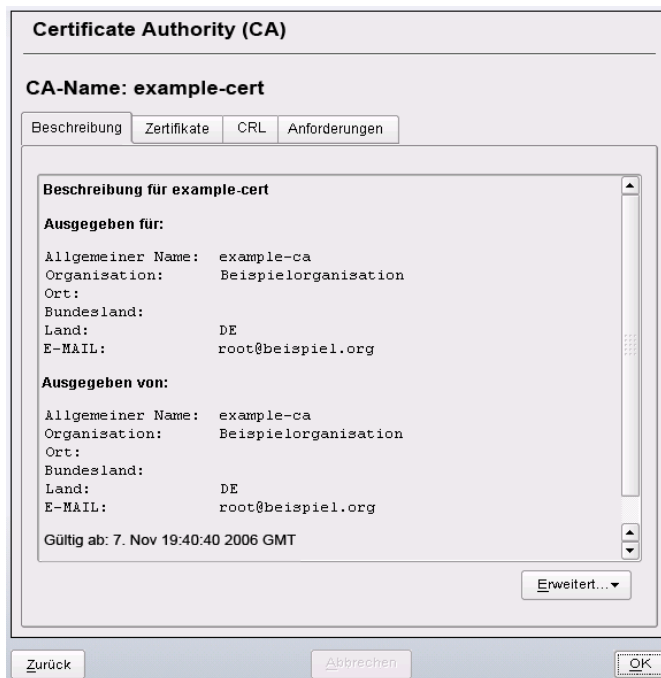 Certificate Authority (CA)
CA-Name: example-cert
Beschreibung Zertifikate CRL Anforderungen
Beschreibung für example-cert
Ausgegeben für:
Allgemeiner Name: example-ca
Organisation: Beispielorganisation
Ort:
Bundesland:
Land: DE
E-MAIL: root@beispiel.org
Ausgegeben von:
Allgemeiner Name: example-ca
Organisation: Beispielorganisation
Ort:
Bundesland:
Land: DE
E-MAIL: root@beispiel.org
Gültig ab: 7. Nov 19:40:40 2006 GMT
Erweitert...
Zurück Abbrechen OK